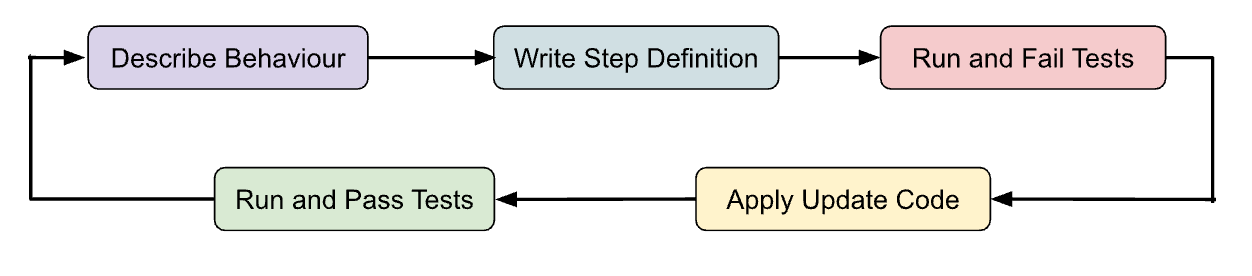 Describe Behaviour
Write Step Definition
Run and Fail Tests
Run and Pass Tests
Apply Update Code